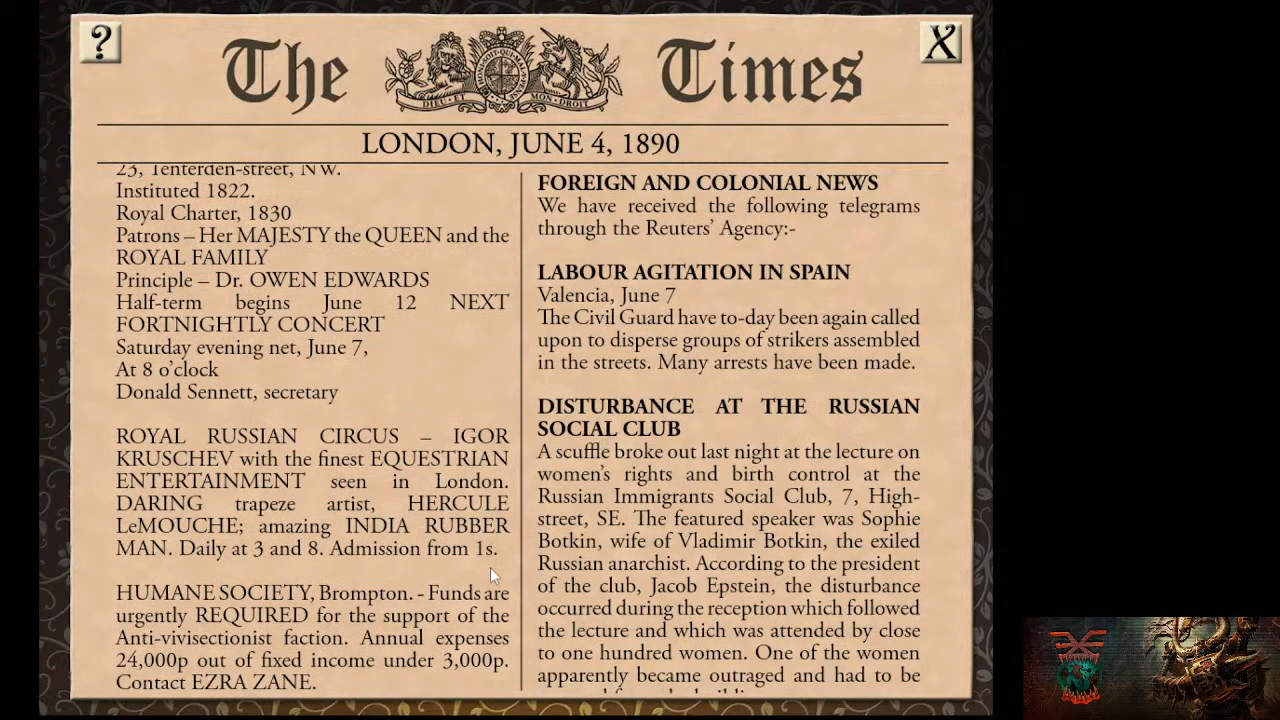 ?
The Times
X
DIEU·ET MON·DROIT
LONDON, JUNE 4, 1890
23, Tenterden-street, NW.
Instituted 1822.
Royal Charter, 1830
Patrons – Her MAJESTY the QUEEN and the
ROYAL FAMILY
Principle – Dr. OWEN EDWARDS
Half-term begins June 12 NEXT
FORTNIGHTLY CONCERT
Saturday evening net, June 7,
At 8 o'clock
Donald Sennett, secretary
ROYAL RUSSIAN CIRCUS – IGOR
KRUSCHEV with the finest EQUESTRIAN
ENTERTAINMENT seen in London.
DARING trapeze artist, HERCULE
LeMOUCHE; amazing INDIA RUBBER
MAN. Daily at 3 and 8. Admission from 1s.
HUMANE SOCIETY, Brompton. - Funds are
urgently REQUIRED for the support of the
Anti-vivisectionist faction. Annual expenses
24,000p out of fixed income under 3,000p.
Contact EZRA ZANE.
FOREIGN AND COLONIAL NEWS
We have received the following telegrams
through the Reuters' Agency:-
LABOUR AGITATION IN SPAIN
Valencia, June 7
The Civil Guard have to-day been again called
upon to disperse groups of strikers assembled
in the streets. Many arrests have been made.
DISTURBANCE AT THE RUSSIAN
SOCIAL CLUB
A scuffle broke out last night at the lecture on
women's rights and birth control at the
Russian Immigrants Social Club, 7, High-
street, SE. The featured speaker was Sophie
Botkin, wife of Vladimir Botkin, the exiled
Russian anarchist. According to the president
of the club, Jacob Epstein, the disturbance
occurred during the reception which followed
the lecture and which was attended by close
to one hundred women. One of the women
apparently became outraged and had to be